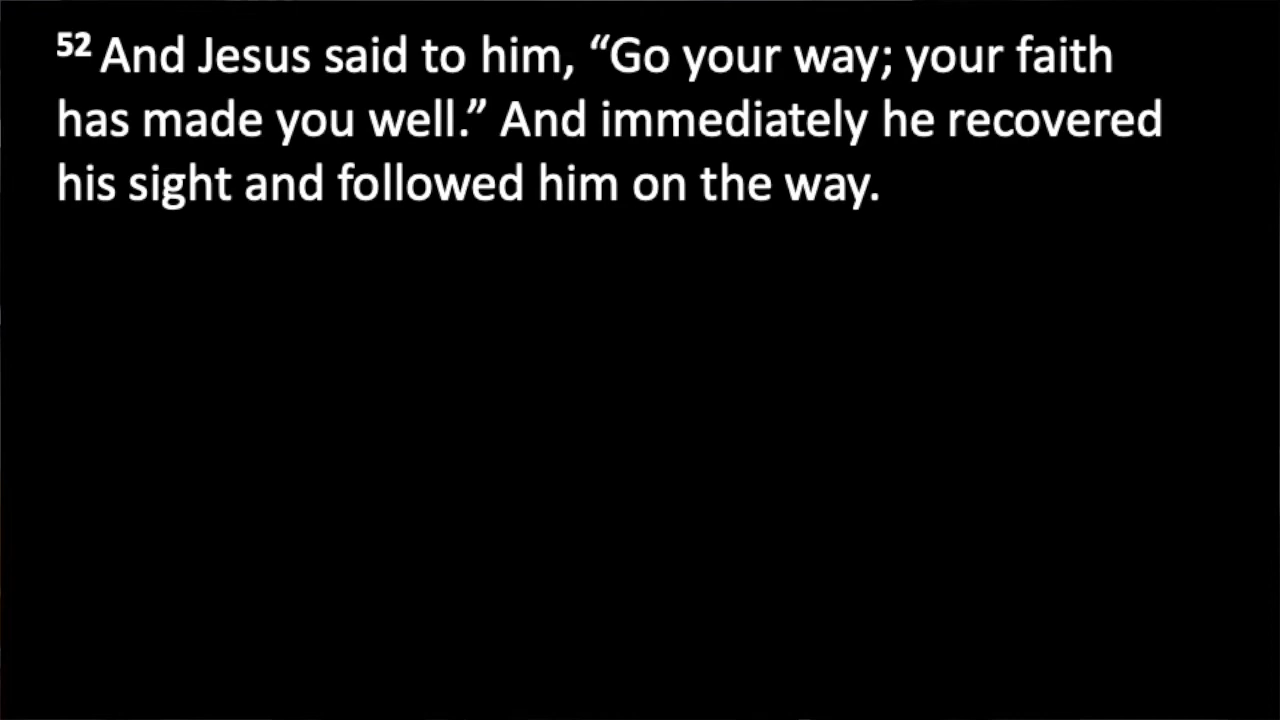 52 And Jesus said to him, “Go your way; your faith
has made you well.” And immediately he recovered
his sight and followed him on the way.